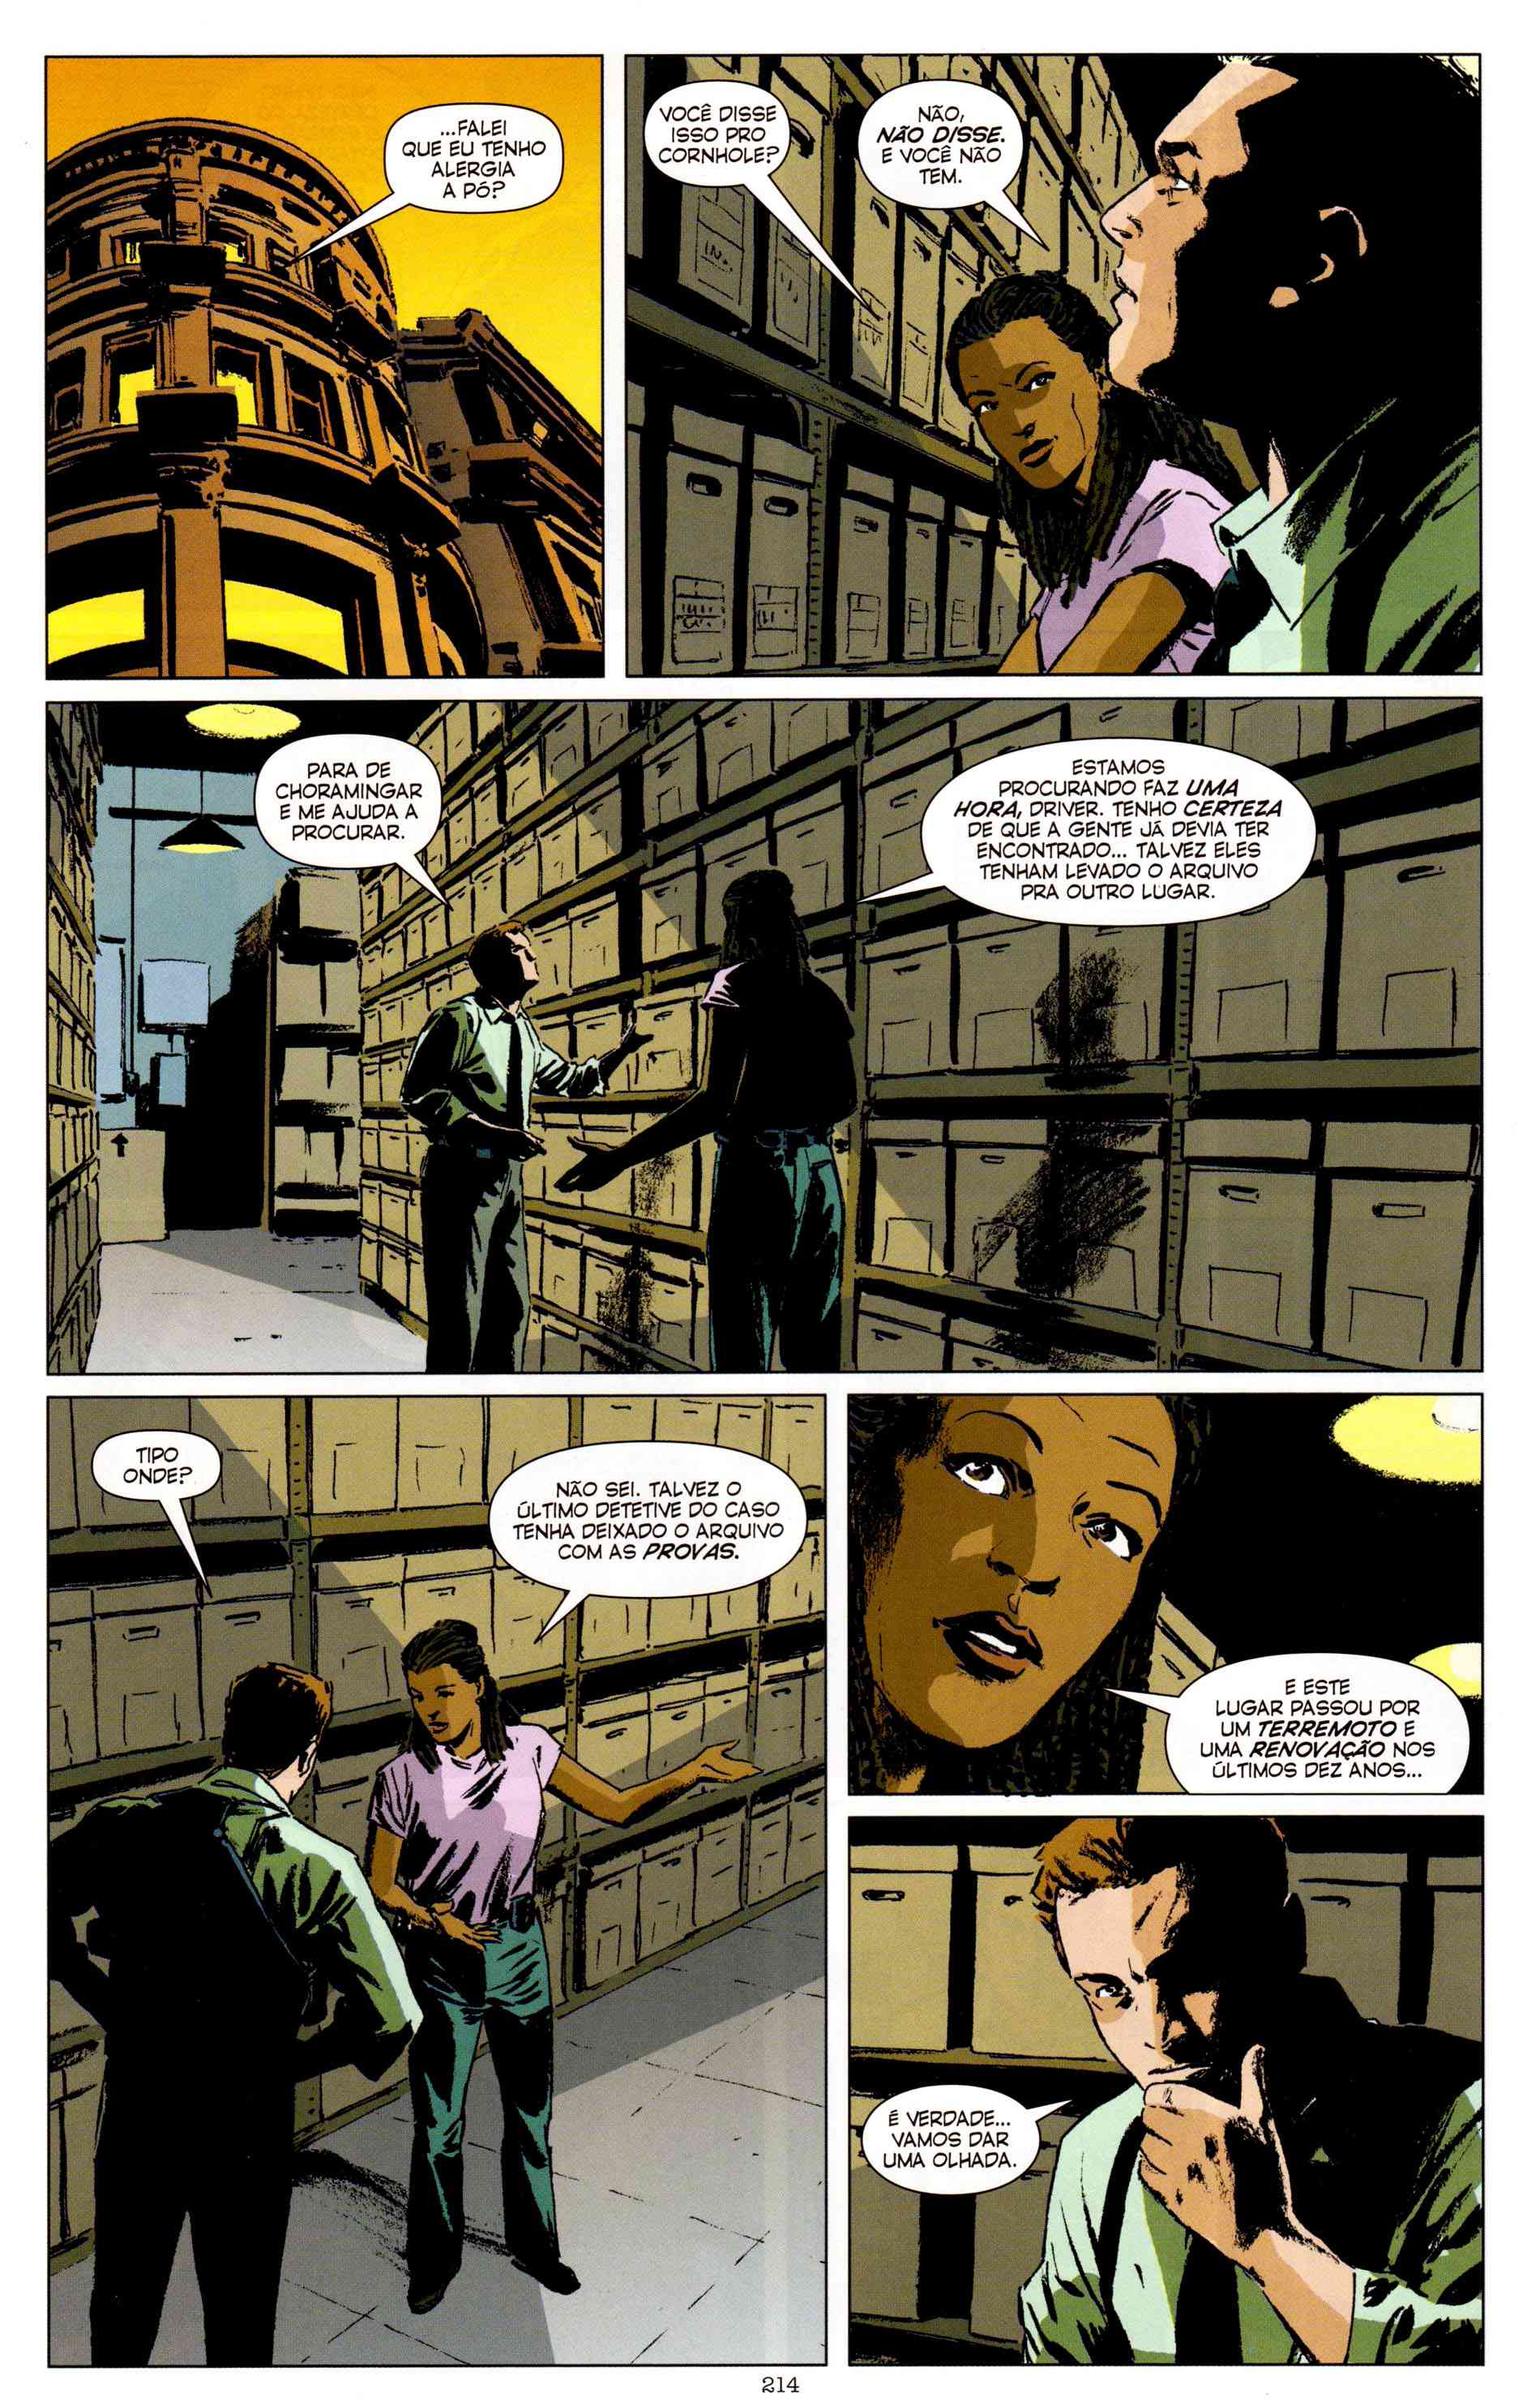 ...FALEI
QUE EU TENHO
ALERGIA
A PÓ?
VOCÊ DISSE
ISSO PRO
CORNHOLE?
NÃO,
NÃO DISSE.
E VOCÊ NÃO
TEM.
PARA DE
CHORAMINGAR
E ME AJUDA A
PROCURAR.
ESTAMOS
PROCURANDO FAZ UMA
HORA, DRIVER. TENHO CERTEZA
DE QUE A GENTE JÁ DEVIA TER
ENCONTRADO... TALVEZ ELES
TENHAM LEVADO O ARQUIVO
PRA OUTRO LUGAR.
TIPO
ONDE?
NÃO SEI. TALVEZ O
ÚLTIMO DETETIVE DO CASO
TENHA DEIXADO O ARQUIVO
COM AS PROVAS.
E ESTE
LUGAR PASSOU POR
UM TERREMOTO E
UMA RENOVAÇÃO NOS
ÚLTIMOS DEZ ANOS...
É VERDADE...
VAMOS DAR
UMA OLHADA.
214